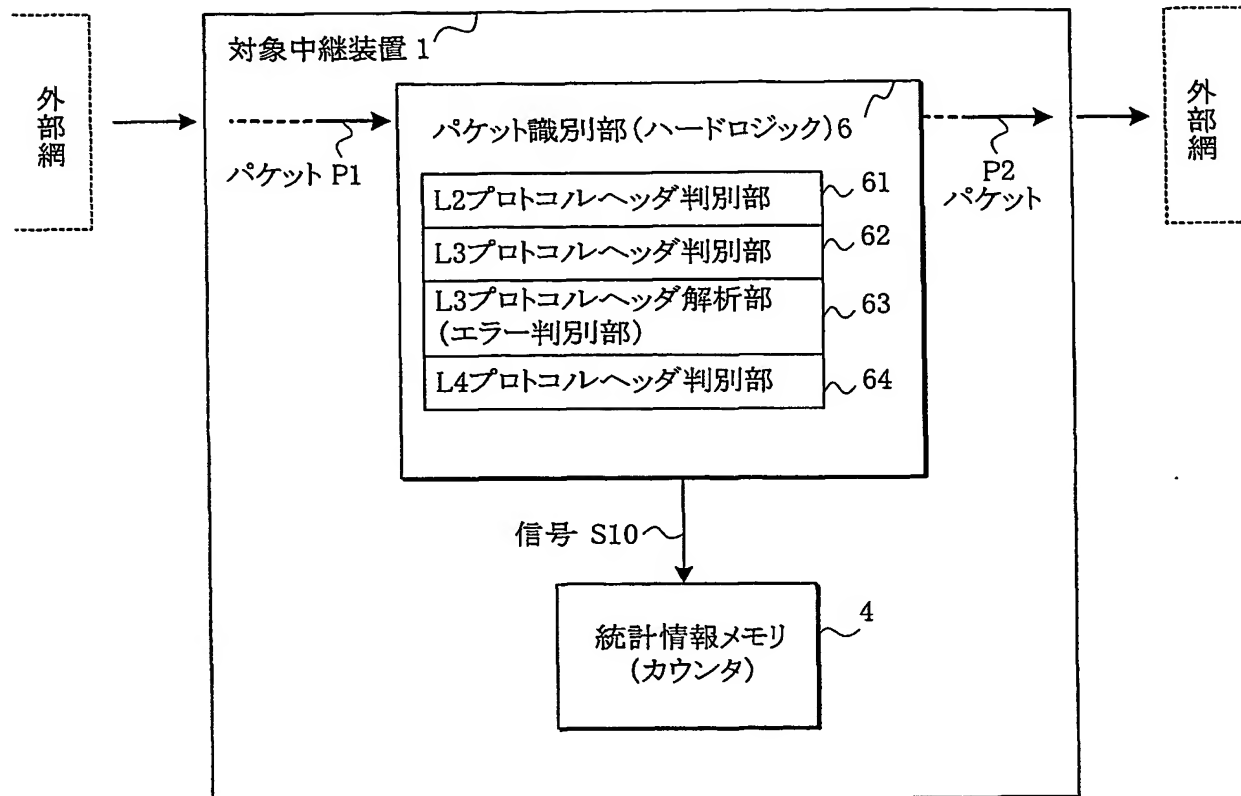 対象中継装置 1
外部網
外部網
パケット識別部(ハードロジック)6
パケット P1
P2
パケット
L2プロトコルヘッダ判別部
61
L3プロトコルヘッダ判別部
62
L3プロトコルヘッダ解析部
(エラー判別部)
63
L4プロトコルヘッダ判別部
64
信号 S10
統計情報メモリ
(カウンタ)
4